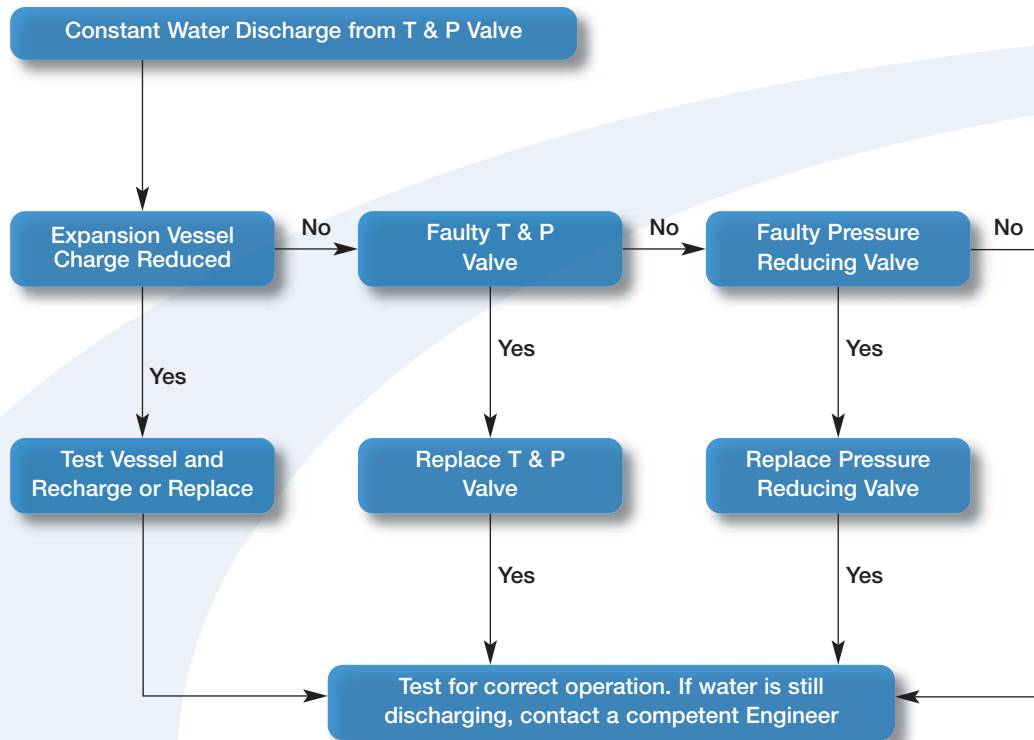 Constant Water Discharge from T & P Valve
Expansion Vessel
Charge Reduced
No
Faulty T & P
Valve
No
Faulty Pressure
Reducing Valve
No
Yes
Yes
Yes
Test Vessel and
Recharge or Replace
Replace T & P
Valve
Replace Pressure
Reducing Valve
Yes
Yes
Test for correct operation. If water is still
discharging, contact a competent Engineer